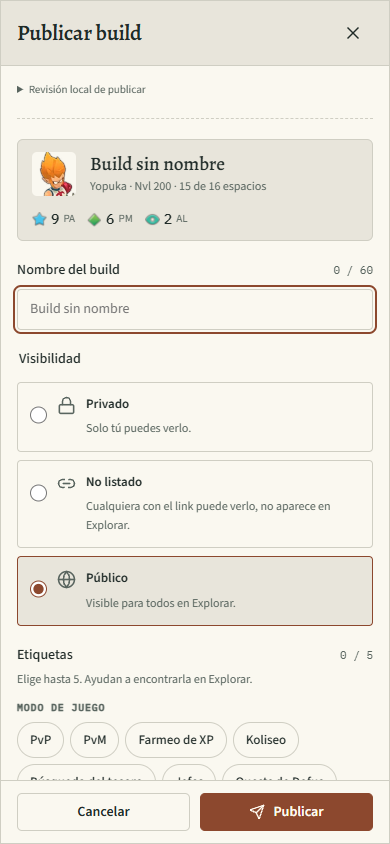 Publicar build
Revisión local de publicar
Build sin nombre
Yopuka · Nvl 200 · 15 de 16 espacios
9 PA 6 PM 2 AL
Nombre del build 0 / 60
Build sin nombre
Visibilidad
Privado
Solo tú puedes verlo.
No listado
Cualquiera con el link puede verlo, no aparece en
Explorar.
Público
Visible para todos en Explorar.
Etiquetas 0 / 5
Elige hasta 5. Ayudan a encontrarla en Explorar.
MODO DE JUEGO
PvP PvM Farmeo de XP Koliseo
Cancelar Publicar